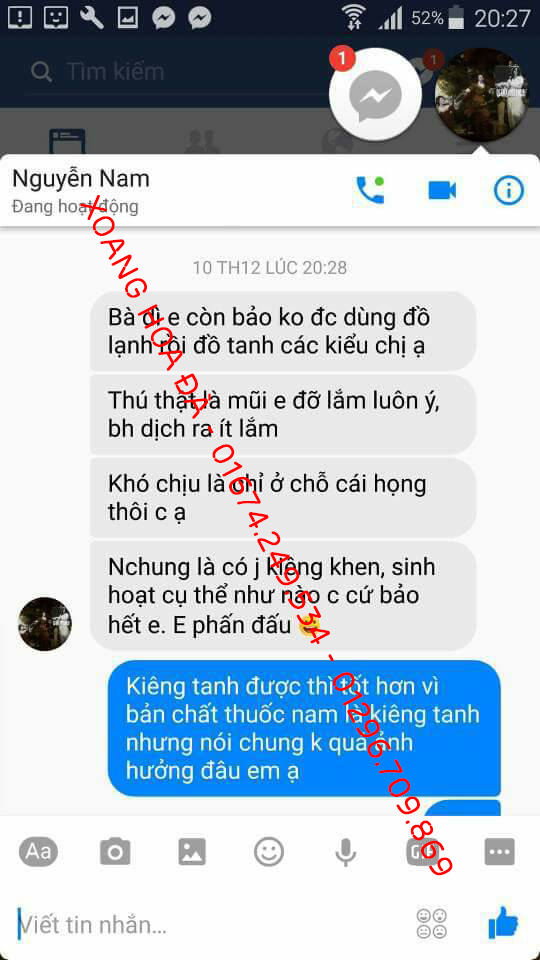 52% 20:27
Tìm kiếm
1
1
Nguyễn Nam
Đang hoạt động
10 TH12 LÚC 20:28
Bà dì e còn bảo ko đc dùng đồ
lạnh rồi đồ tanh các kiểu chị ạ
Thú thật là mũi e đỡ lắm luôn ý,
bh dịch ra ít lắm
Khó chịu là chỉ ở chỗ cái họng
thôi c ạ
Nchung là có j kiêng khen, sinh
hoạt cụ thể như nào c cứ bảo
hết e. E phấn đấu
Kiêng tanh được thì tốt hơn vì
bản chất thuốc nam là kiêng tanh
nhưng nói chung k quá ảnh
hưởng đâu em ạ
XOANG HOA ĐÁ - 01674.249.634 - 01296.709.869
Aa
GIF
Viết tin nhắn...